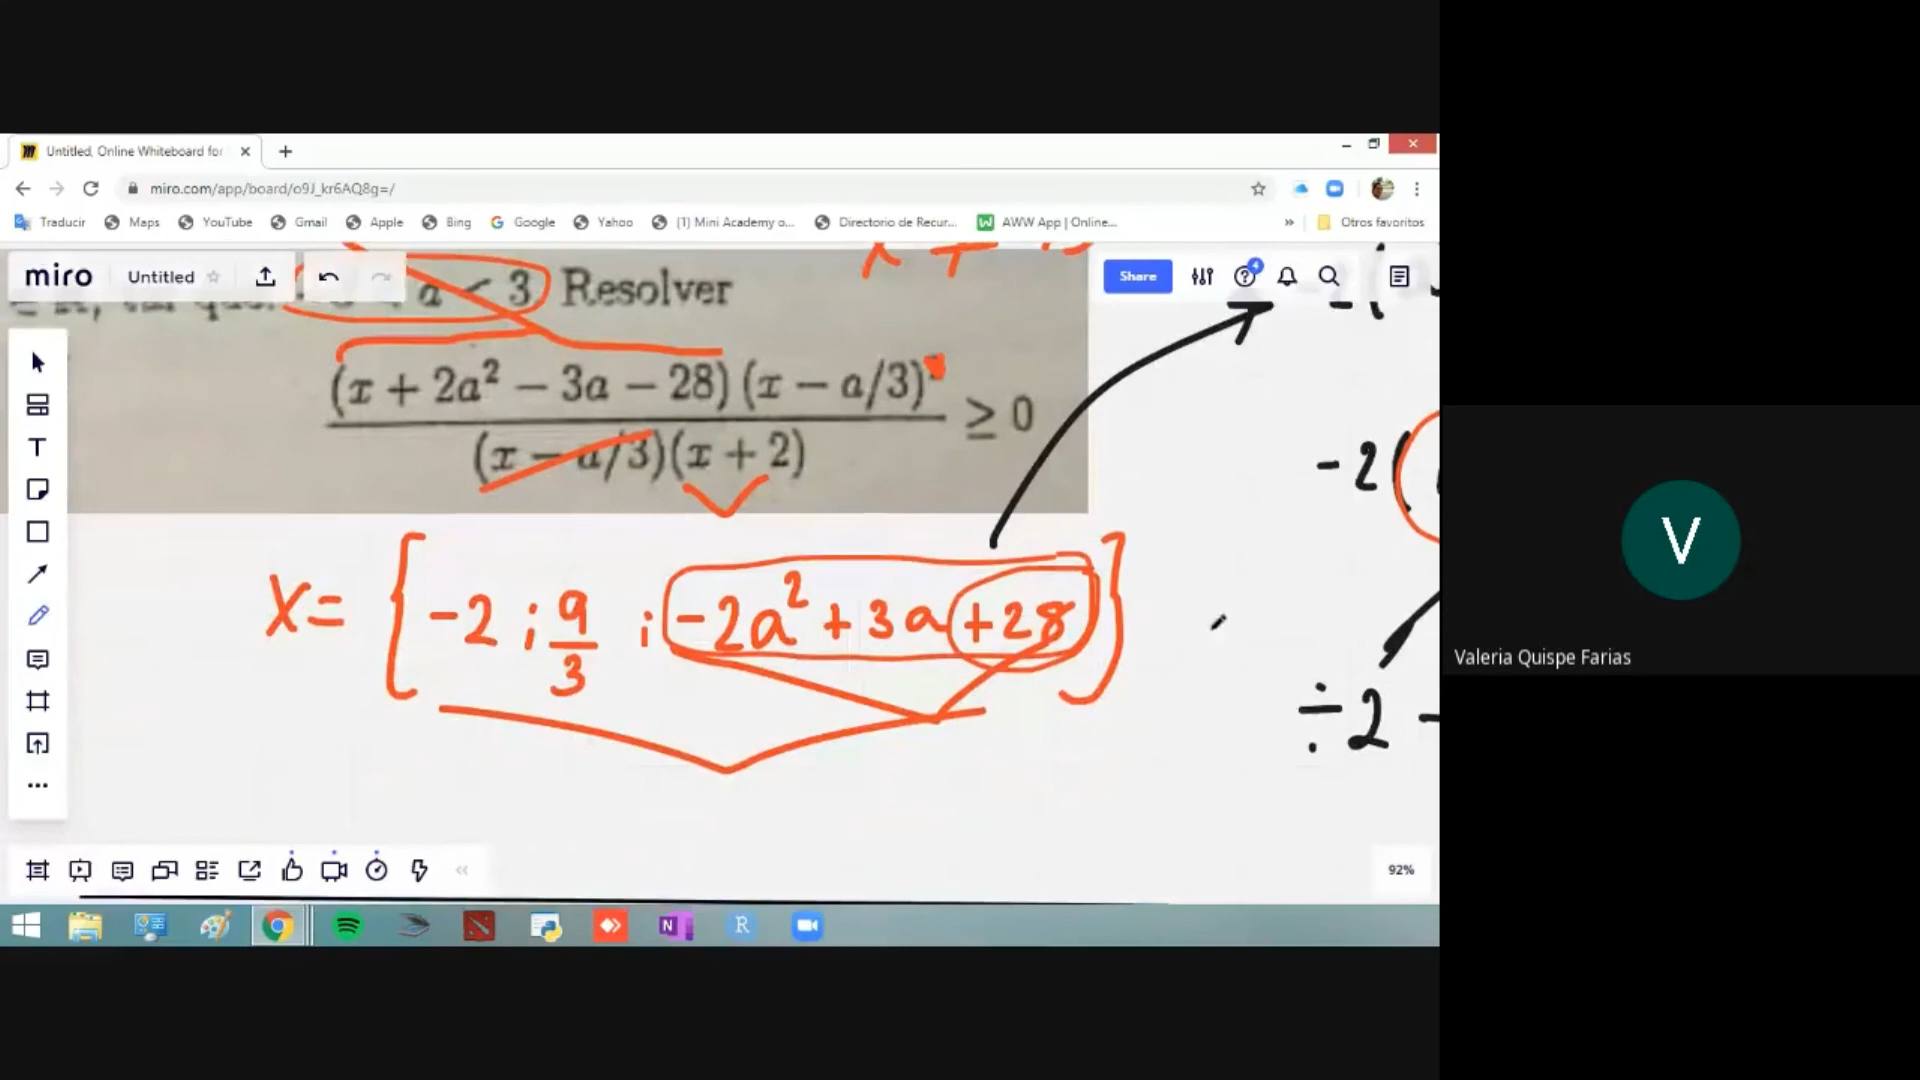 Untitled, Online Whiteboard for
miro.com/app/board/o9J_kr6AQ8g=/
Traducir Maps YouTube Gmail Apple Bing Google Yahoo (1) Mini Academy o... Directorio de Recur... AWW App | Online... » Otros favoritos
miro Untitled Share 4
a < 3 Resolver
(x + 2a² − 3a − 28) (x − a/3)
≥ 0
(x − a/3)(x + 2)
-2(
X= { -2 ; a/3 ; -2a² + 3a + 28 }
÷2 -
T
92%
V
Valeria Quispe Farias
N
R